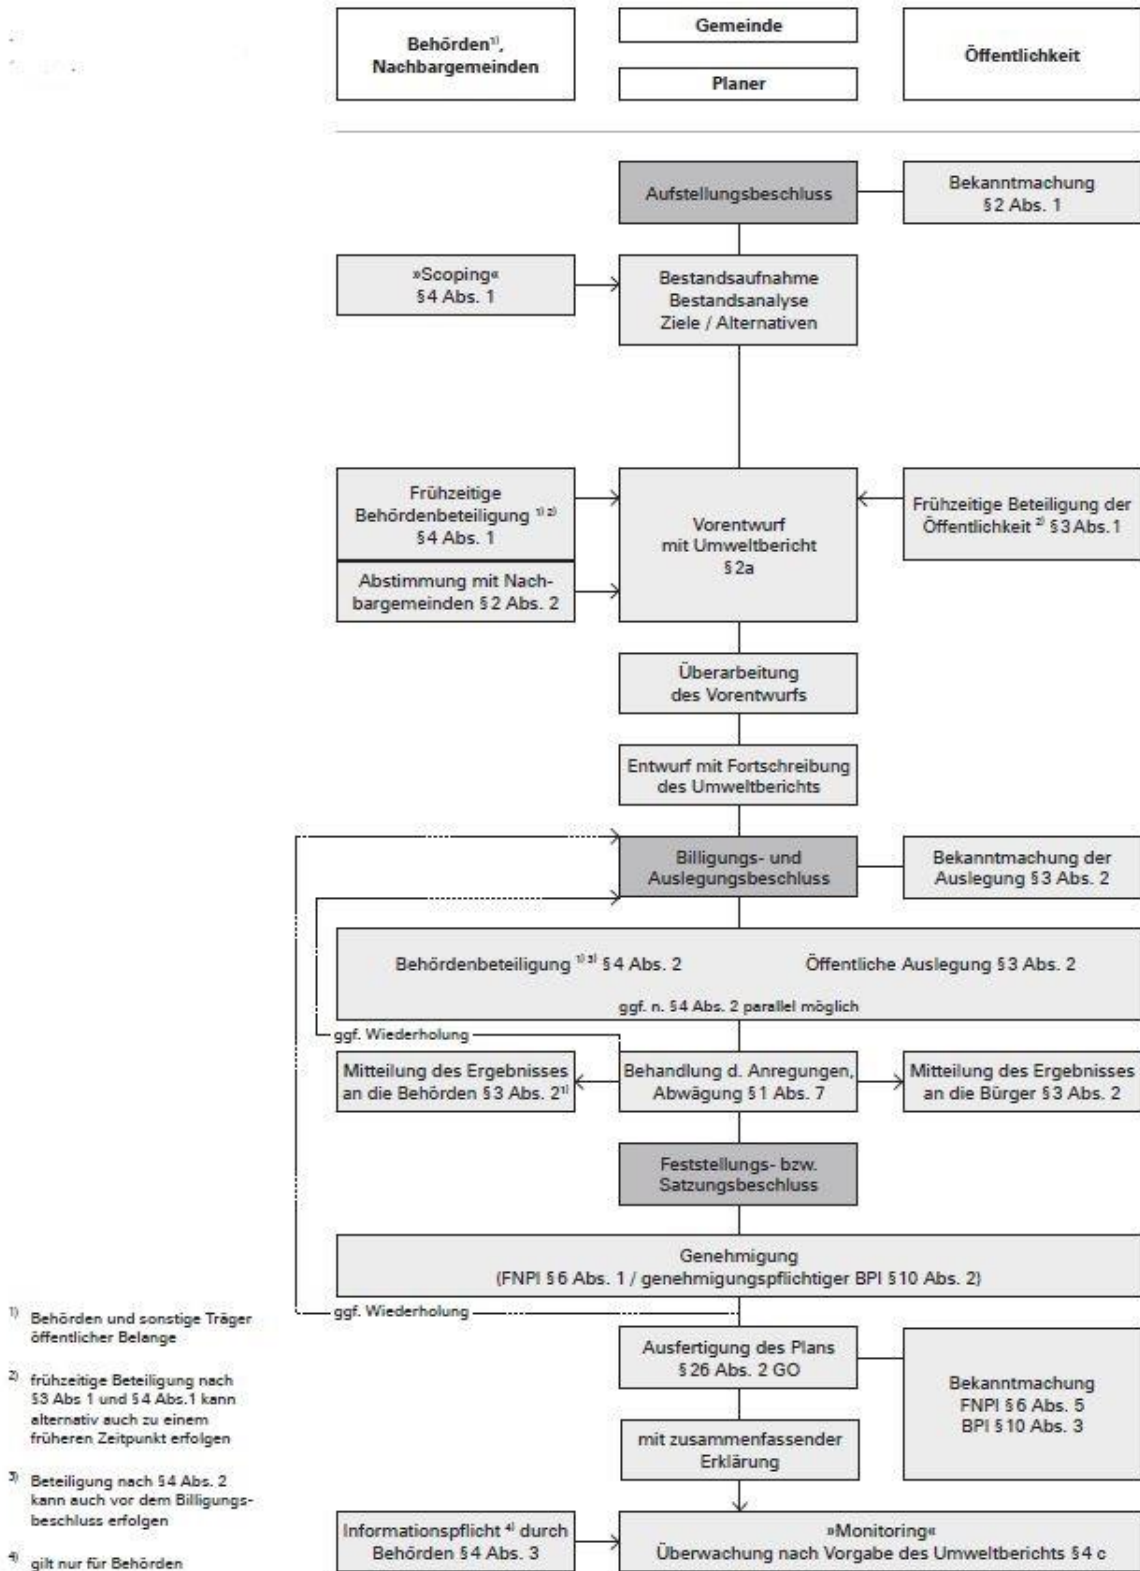 Behörden¹⁾,
Nachbargemeinden
Gemeinde
Planer
Öffentlichkeit
Aufstellungsbeschluss
Bekanntmachung
§2 Abs. 1
»Scoping«
§4 Abs. 1
Bestandsaufnahme
Bestandsanalyse
Ziele / Alternativen
Frühzeitige
Behördenbeteiligung ¹⁾ ²⁾
§4 Abs. 1
Abstimmung mit Nach-
bargemeinden §2 Abs. 2
Vorentwurf
mit Umweltbericht
§2a
Frühzeitige Beteiligung der
Öffentlichkeit ²⁾ §3 Abs. 1
Überarbeitung
des Vorentwurfs
Entwurf mit Fortschreibung
des Umweltberichts
Billigungs- und
Auslegungsbeschluss
Bekanntmachung der
Auslegung §3 Abs. 2
Behördenbeteiligung ¹⁾ ³⁾ §4 Abs. 2
Öffentliche Auslegung §3 Abs. 2
ggf. n. §4 Abs. 2 parallel möglich
ggf. Wiederholung
Mitteilung des Ergebnisses
an die Behörden §3 Abs. 2¹⁾
Behandlung d. Anregungen,
Abwägung §1 Abs. 7
Mitteilung des Ergebnisses
an die Bürger §3 Abs. 2
Feststellungs- bzw.
Satzungsbeschluss
Genehmigung
(FNPl §6 Abs. 1 / genehmigungspflichtiger BPl §10 Abs. 2)
ggf. Wiederholung
Ausfertigung des Plans
§26 Abs. 2 GO
mit zusammenfassender
Erklärung
Bekanntmachung
FNPl §6 Abs. 5
BPl §10 Abs. 3
Informationspflicht ⁴⁾ durch
Behörden §4 Abs. 3
»Monitoring«
Überwachung nach Vorgabe des Umweltberichts §4 c
¹⁾ Behörden und sonstige Träger
öffentlicher Belange
²⁾ frühzeitige Beteiligung nach
§3 Abs 1 und §4 Abs.1 kann
alternativ auch zu einem
früheren Zeitpunkt erfolgen
³⁾ Beteiligung nach §4 Abs. 2
kann auch vor dem Billigungs-
beschluss erfolgen
⁴⁾ gilt nur für Behörden